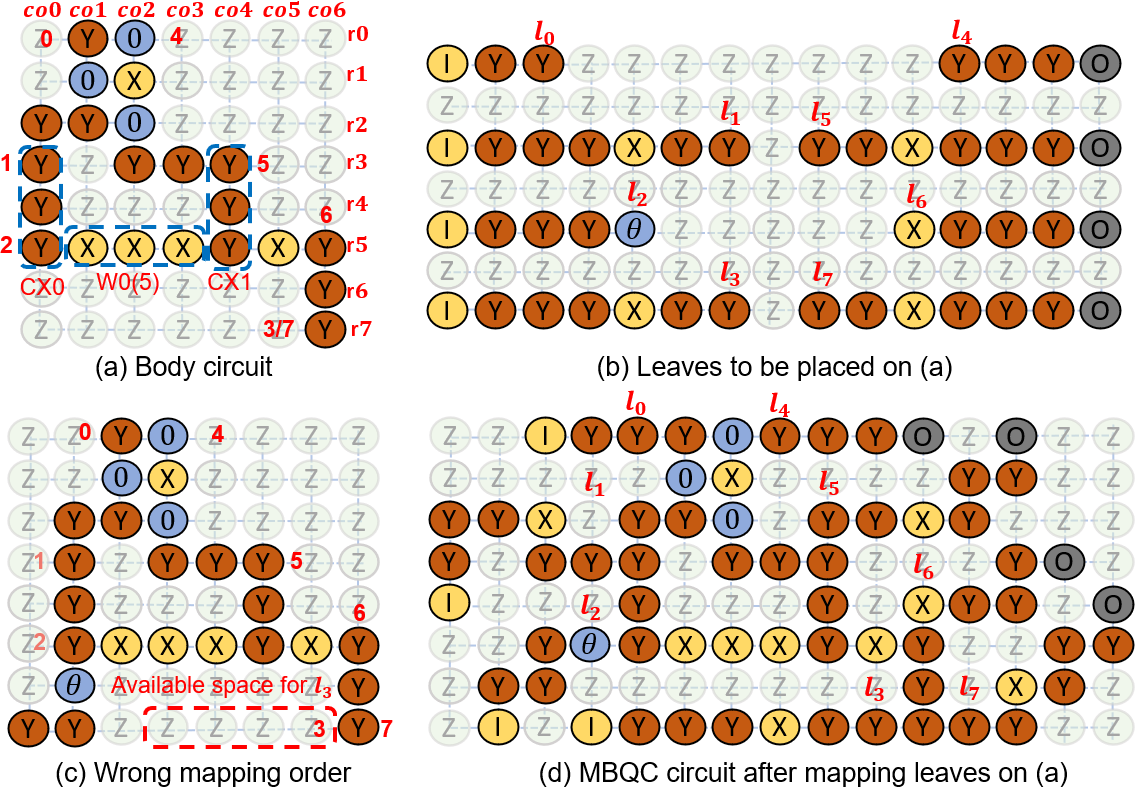 co0 co1 co2 co3 co4 co5 co6
Z 0 Y 0 Z 4 Z Z Z r0
Z 0 X Z Z Z Z r1
Y Y 0 Z Z Z Z r2
1 Y Z Y Y Y 5 Z Z r3
Y Z Z Z Y Z Z r4
6
2 Y X X X Y X Y r5
CX0 W0(5) CX1
Z Z Z Z Z Z Y r6
Z Z Z Z Z 3/7 Y r7
(a) Body circuit
l0 l4
I Y Y Z Z Z Z Z Z Z Z Y Y Y O
Z Z Z Z Z Z Z Z Z Z Z Z Z Z Z
l1 l5
I Y Y Y X Y Y Z Y Y X Y Y Y O
Z Z Z Z Z Z Z Z Z Z Z Z Z Z Z
l2 l6
I Y Y Y θ Z Z Z Z Z X Y Y Y O
Z Z Z Z Z Z Z Z Z Z Z Z Z Z Z
l3 l7
I Y Y Y X Y Y Z Y Y X Y Y Y O
(b) Leaves to be placed on (a)
Z Z 0 Y 0 Z 4 Z Z Z
Z Z 0 X Z Z Z Z
Z Y Y 0 Z Z Z Z
Z 1 Y Z Y Y Y 5 Z Z
Z Y Z Z Z Y Z Z
6
Z 2 Y X X X Y X Y
Z θ Z Z Z Z Z Y
Available space for l3
Y Y Z Z Z Z Z 3 Y 7
(c) Wrong mapping order
l0 l4
Z Z I Y Y Y 0 Y Y Y O Z O Z Z
Z Z Z Z Z 0 X Z Z Z Z Y Y Z Z
l1 l5
Y Y X Z Y Y 0 Z Y Y X Y Z Z Z
Y Z Y Y Y Z Y Y Y Z Z Z Y O Z
l6
I Z Z Z Y Z Z Z Y Z X Y Y Z O
l2
Z Z Y θ Y X X X Y X Y Z Z Y Y
Z Y Y Z Z Z Z Z Z Z Y Z X Y Z
l3 l7
Z I Z I Y Y Y X Y Y Y Y Y Z Z
(d) MBQC circuit after mapping leaves on (a)